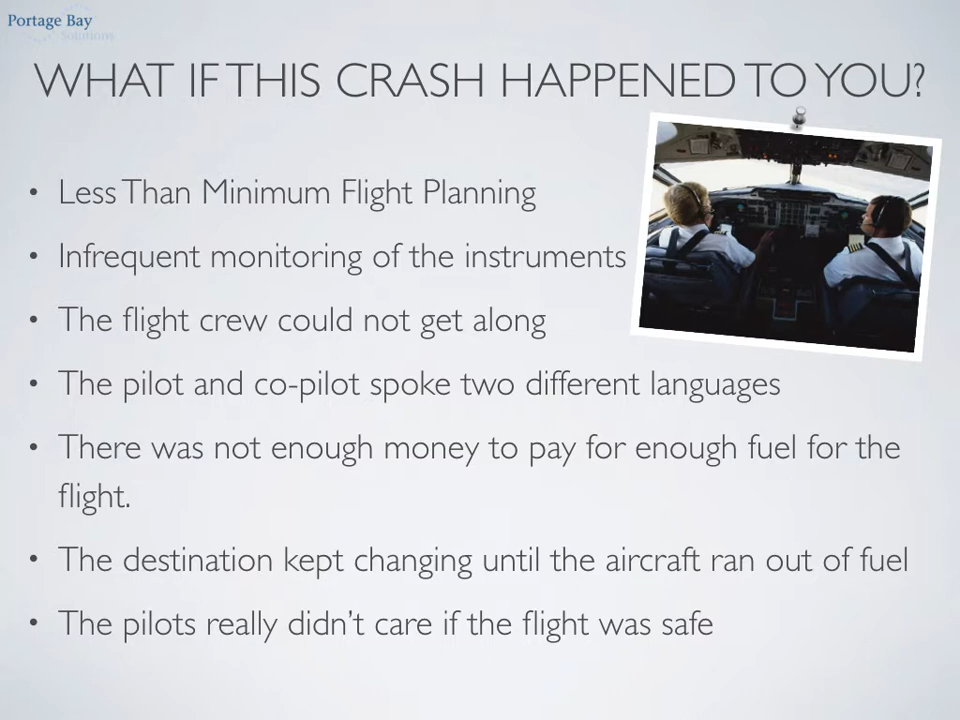 Portage Bay
Solutions
WHAT IF THIS CRASH HAPPENED TO YOU?
• Less Than Minimum Flight Planning
• Infrequent monitoring of the instruments
• The flight crew could not get along
• The pilot and co-pilot spoke two different languages
• There was not enough money to pay for enough fuel for the
flight.
• The destination kept changing until the aircraft ran out of fuel
• The pilots really didn’t care if the flight was safe